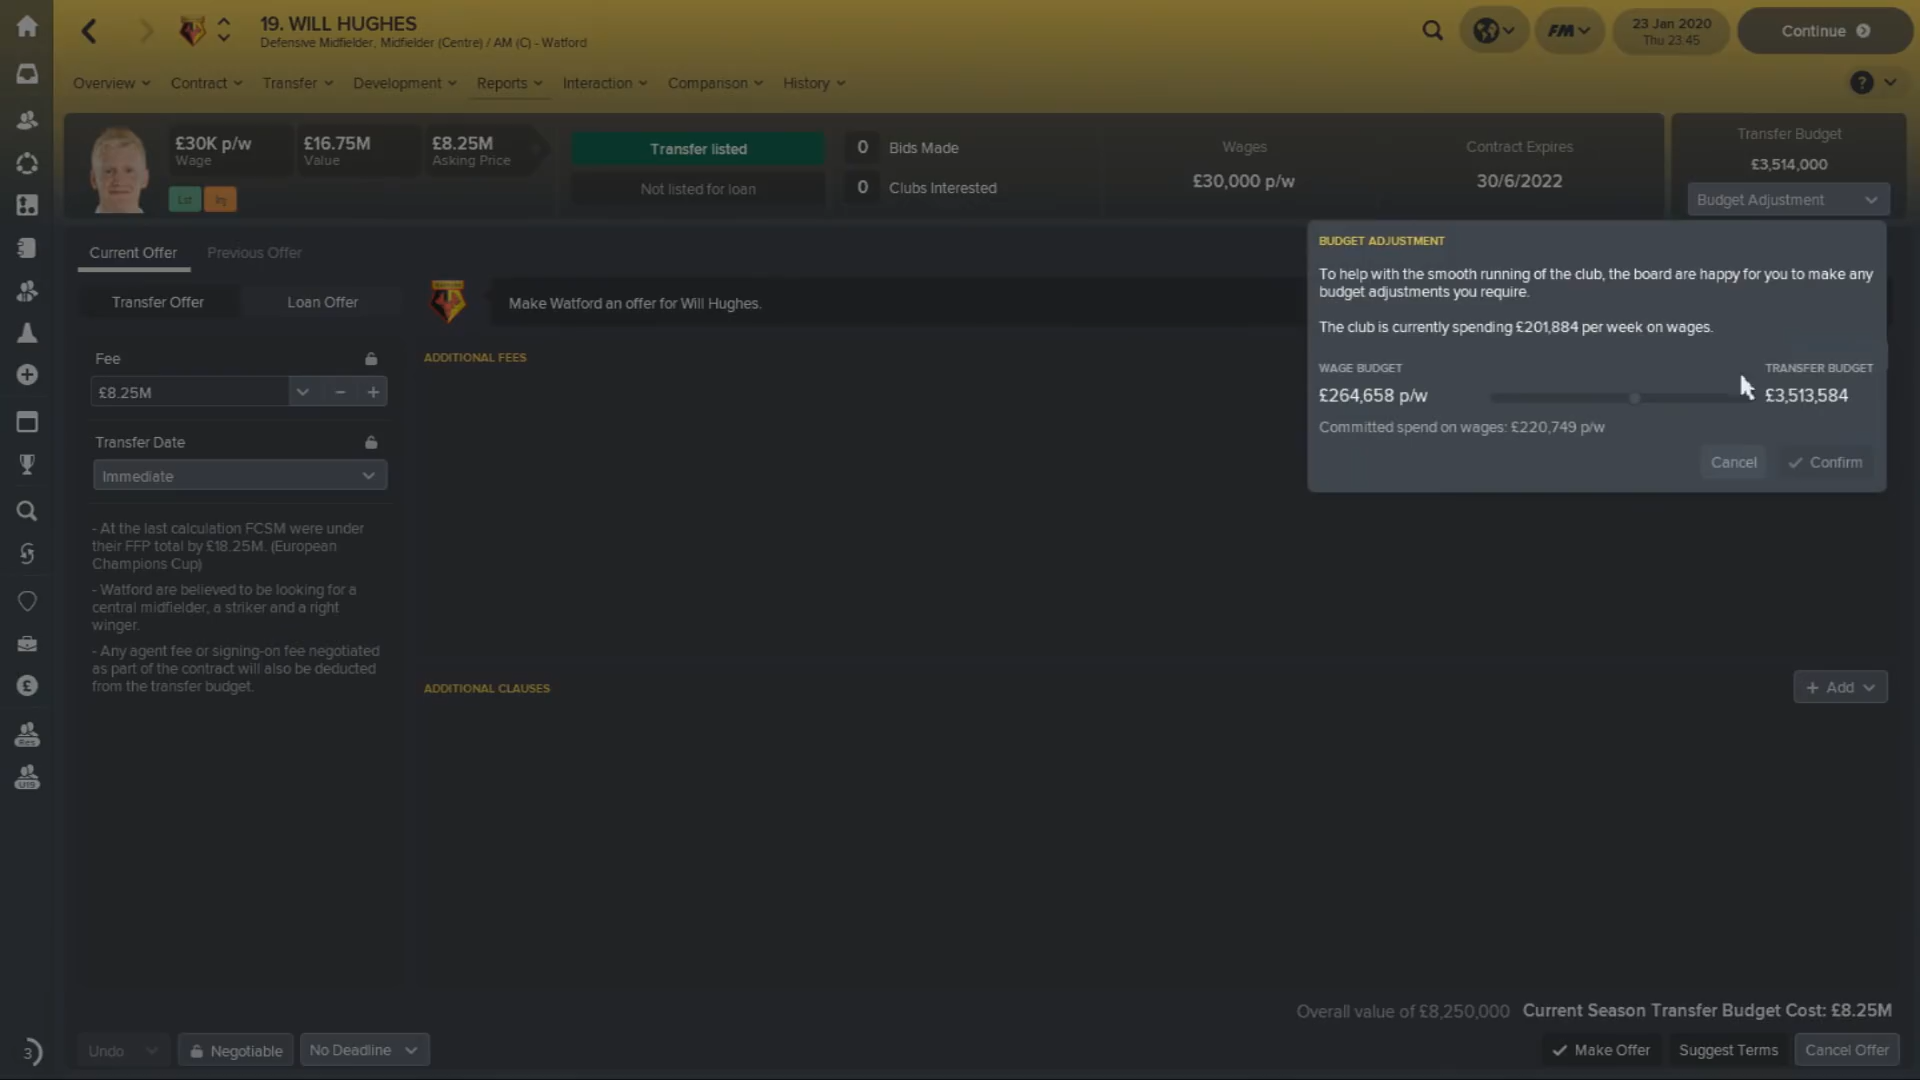 19. WILL HUGHES
Defensive Midfielder, Midfielder (Centre) / AM (C) - Watford
FM
23 Jan 2020
Thu 23:45
Continue
Overview
Contract
Transfer
Development
Reports
Interaction
Comparison
History
?
£30K p/w
Wage
£16.75M
Value
£8.25M
Asking Price
Lst
Inj
Transfer listed
Not listed for loan
0 Bids Made
0 Clubs Interested
Wages
£30,000 p/w
Contract Expires
30/6/2022
Transfer Budget
£3,514,000
Budget Adjustment
Current Offer
Previous Offer
Transfer Offer
Loan Offer
Make Watford an offer for Will Hughes.
BUDGET ADJUSTMENT
To help with the smooth running of the club, the board are happy for you to make any
budget adjustments you require.
The club is currently spending £201,884 per week on wages.
WAGE BUDGET
£264,658 p/w
TRANSFER BUDGET
£3,513,584
Committed spend on wages: £220,749 p/w
Cancel
Confirm
Fee
£8.25M
Transfer Date
Immediate
- At the last calculation FCSM were under
their FFP total by £18.25M. (European
Champions Cup)
- Watford are believed to be looking for a
central midfielder, a striker and a right
winger.
- Any agent fee or signing-on fee negotiated
as part of the contract will also be deducted
from the transfer budget.
ADDITIONAL FEES
ADDITIONAL CLAUSES
+ Add
Overall value of £8,250,000
Current Season Transfer Budget Cost: £8.25M
Undo
Negotiable
No Deadline
Make Offer
Suggest Terms
Cancel Offer
£
Res
U19
3